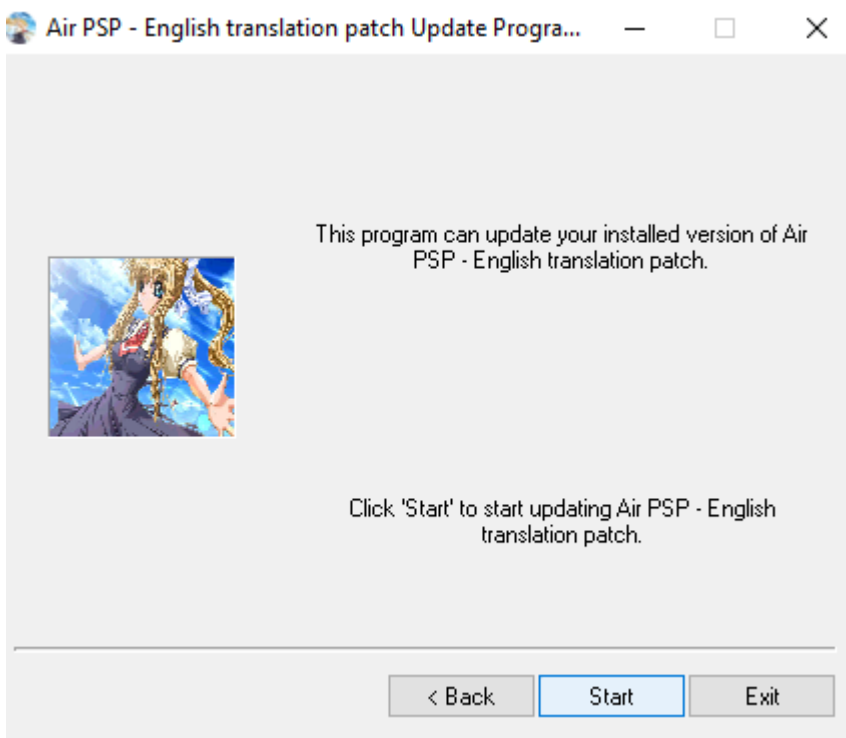 Air PSP - English translation patch Update Progra...
This program can update your installed version of Air
PSP - English translation patch.
Click 'Start' to start updating Air PSP - English
translation patch.
< Back
Start
Exit